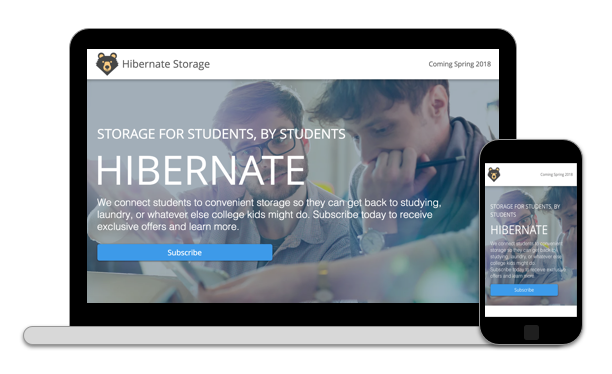 Hibernate Storage
Coming Spring 2018
STORAGE FOR STUDENTS, BY STUDENTS
HIBERNATE
We connect students to convenient storage so they can get back to studying,
laundry, or whatever else college kids might do. Subscribe today to receive
exclusive offers and learn more.
Subscribe
Coming Spring 2018
STORAGE FOR STUDENTS, BY
STUDENTS
HIBERNATE
We connect students to convenient
storage so they can get back to
studying, laundry, or whatever else
college kids might do.
Subscribe today to receive exclusive
offers and learn more.
Subscribe